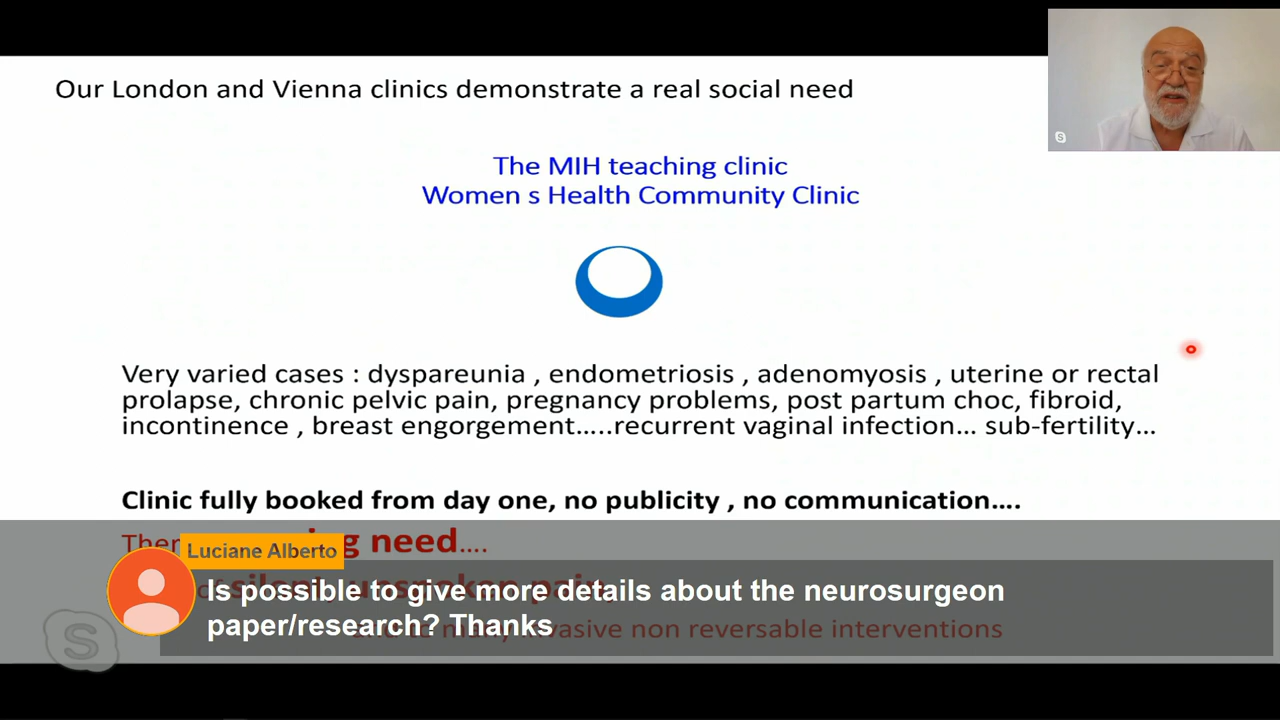 Our London and Vienna clinics demonstrate a real social need
The MIH teaching clinic
Women s Health Community Clinic
Very varied cases : dyspareunia , endometriosis , adenomyosis , uterine or rectal
prolapse, chronic pelvic pain, pregnancy problems, post partum choc, fibroid,
incontinence , breast engorgement…..recurrent vaginal infection… sub-fertility…
Clinic fully booked from day one, no publicity , no communication….
need….
Luciane Alberto
Is possible to give more details about the neurosurgeon
paper/research? Thanks
invasive non reversable interventions